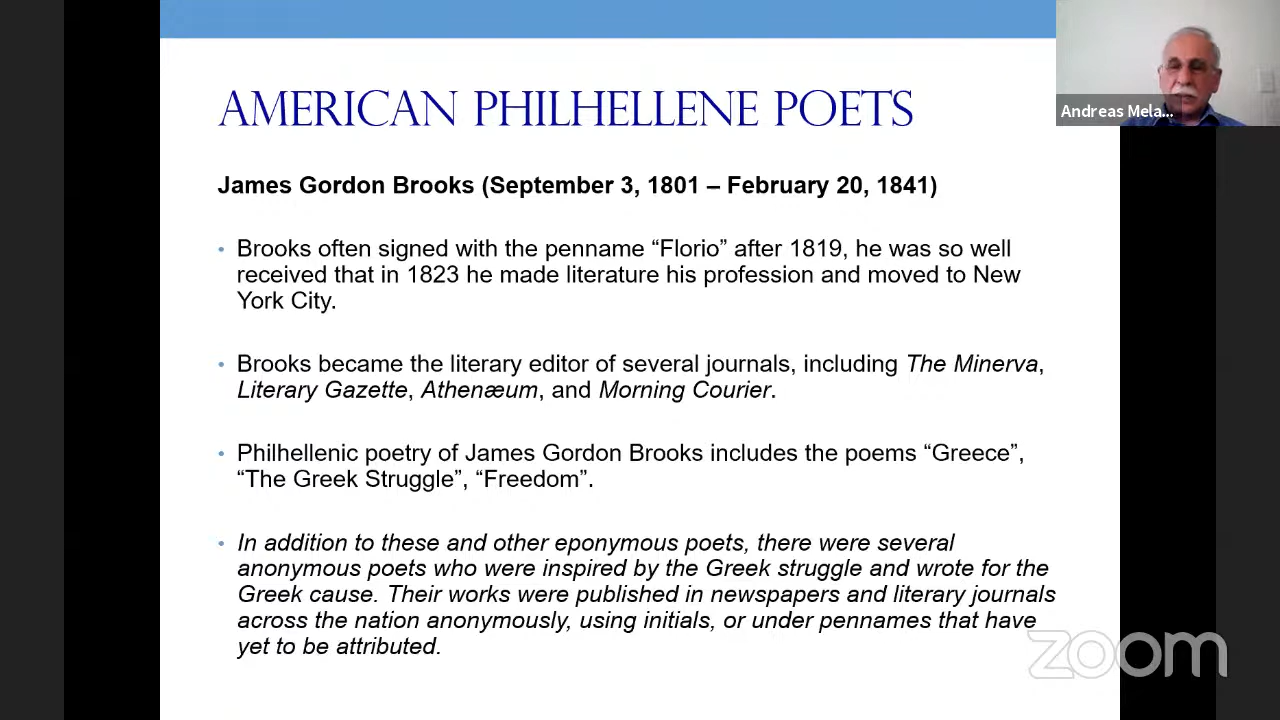 AMERICAN PHILHELLENE POETS
Andreas Mela...
James Gordon Brooks (September 3, 1801 – February 20, 1841)
• Brooks often signed with the penname “Florio” after 1819, he was so well
received that in 1823 he made literature his profession and moved to New
York City.
• Brooks became the literary editor of several journals, including The Minerva,
Literary Gazette, Athenæum, and Morning Courier.
• Philhellenic poetry of James Gordon Brooks includes the poems “Greece”,
“The Greek Struggle”, “Freedom”.
• In addition to these and other eponymous poets, there were several
anonymous poets who were inspired by the Greek struggle and wrote for the
Greek cause. Their works were published in newspapers and literary journals
across the nation anonymously, using initials, or under pennames that have
yet to be attributed.
zoom